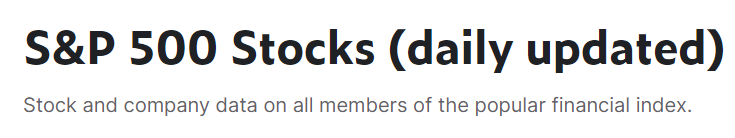 S&P 500 Stocks (daily updated)
Stock and company data on all members of the popular financial index.